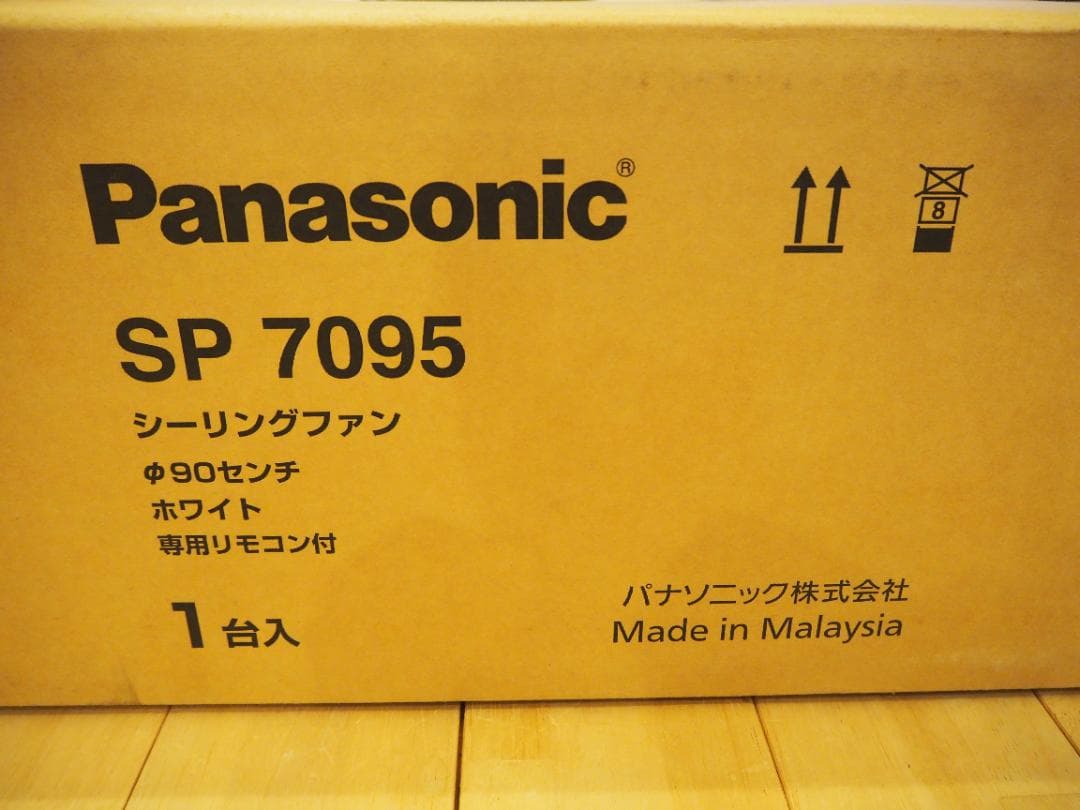 Panasonic®
8
SP 7095
シーリングファン
φ90センチ
ホワイト
専用リモコン付
1台入
パナソニック株式会社
Made in Malaysia